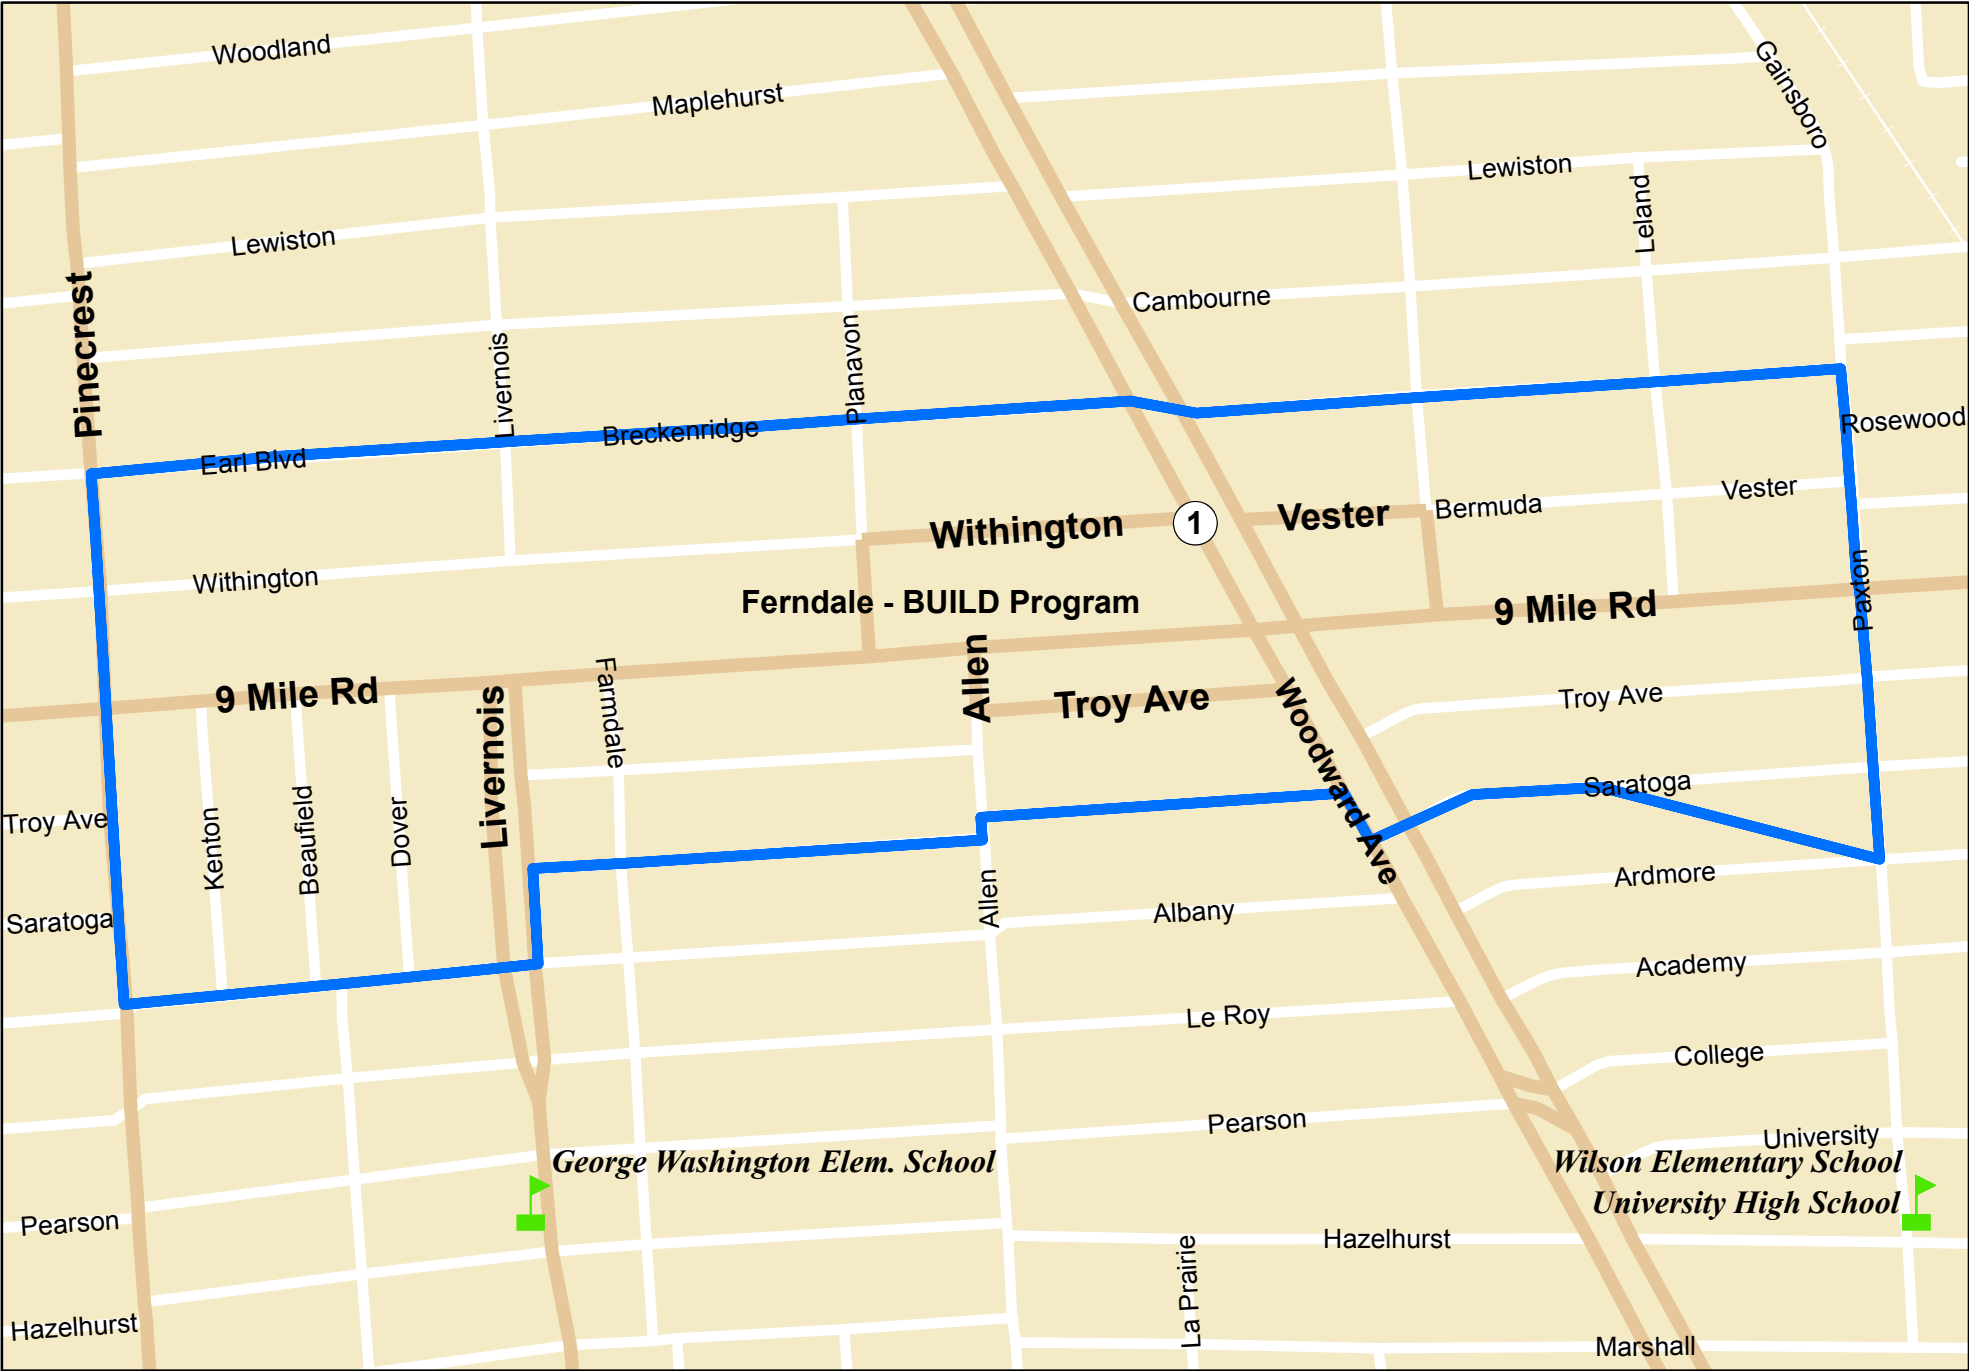 Woodland
Maplehurst
Gainsboro
Lewiston
Leland
Lewiston
Cambourne
Pinecrest
Livernois
Planavon
Rosewood
Breckenridge
Earl Blvd
Vester
Bermuda
Vester
Withington
1
Withington
Paxton
Ferndale - BUILD Program
9 Mile Rd
Allen
9 Mile Rd
Farmdale
Troy Ave
Troy Ave
Livernois
Woodward Ave
Saratoga
Troy Ave
Kenton
Beaufield
Dover
Ardmore
Allen
Albany
Saratoga
Academy
Le Roy
College
Pearson
University
George Washington Elem. School
Wilson Elementary School
University High School
Pearson
Hazelhurst
La Prairie
Hazelhurst
Marshall